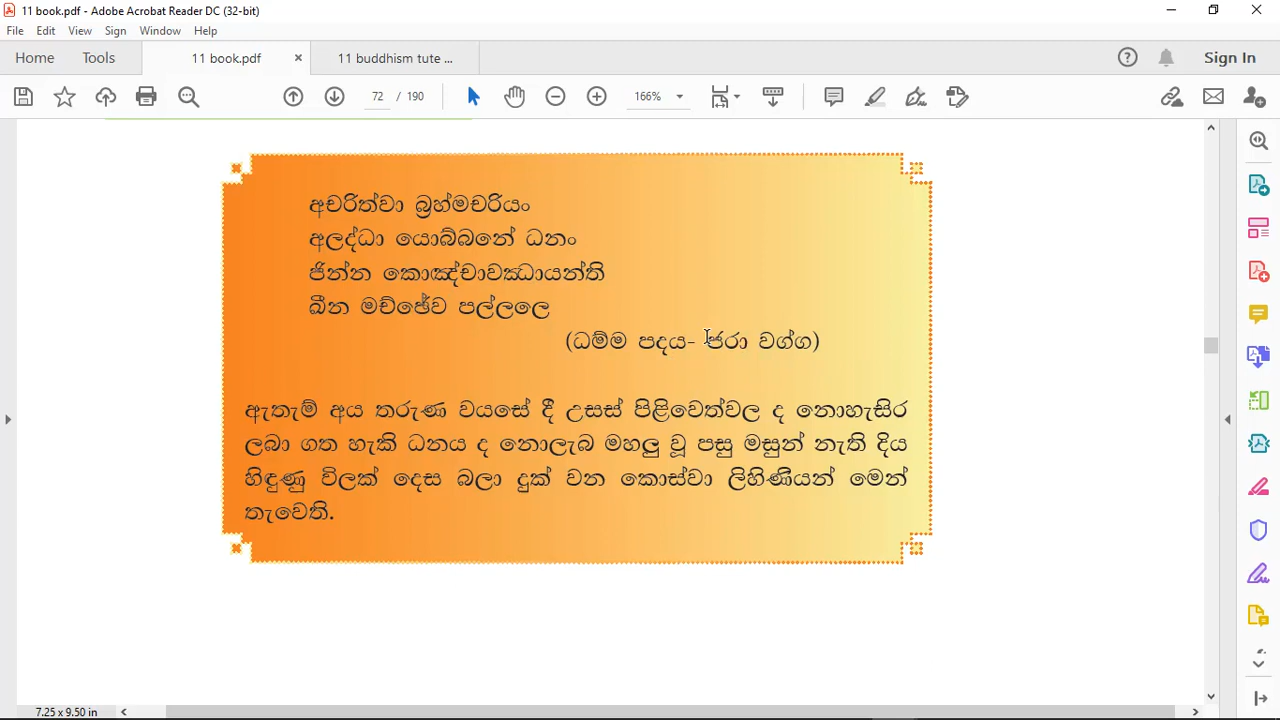 11 book.pdf - Adobe Acrobat Reader DC (32-bit)
File Edit View Sign Window Help
Home Tools 11 book.pdf × 11 buddhism tute ... Sign In
72 / 190 166%
අචරිත්වා බ්‍රහ්මචරියං
අලද්ධා යොබ්බනේ ධනං
ජින්න කොඤ්චාවඣායන්ති
ඛීන මච්ඡේව පල්ලලෙ
(ධම්ම පදය- ජරා වග්ග)
ඇතැම් අය තරුණ වයසේ දී උසස් පිළිවෙත්වල ද නොහැසිර
ලබා ගත හැකි ධනය ද නොලැබ මහලු වූ පසු මසුන් නැති දිය
හිඳුණු විලක් දෙස බලා දුක් වන කොස්වා ලිහිණියන් මෙන්
තැවෙති.
7.25 x 9.50 in